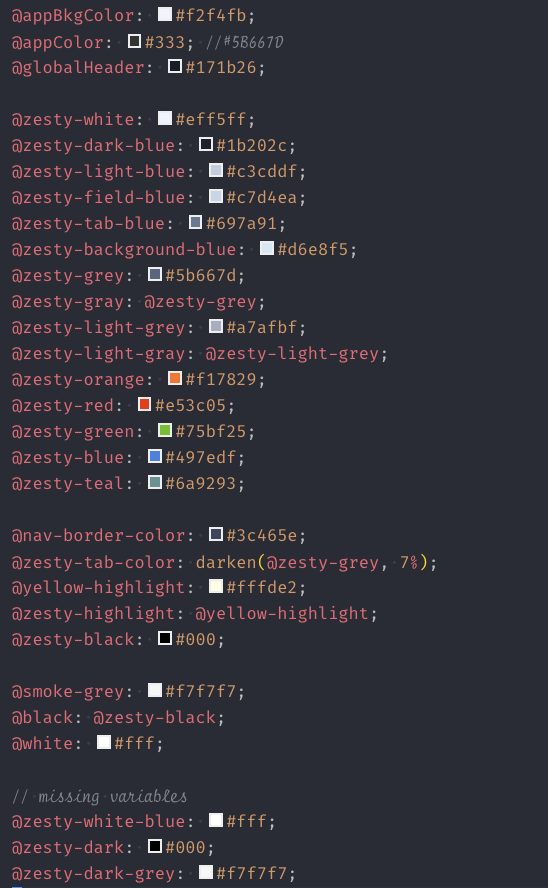 @appBkgColor: #f2f4fb;
@appColor: #333; //#5B667D
@globalHeader: #171b26;
@zesty-white: #eff5ff;
@zesty-dark-blue: #1b202c;
@zesty-light-blue: #c3cddf;
@zesty-field-blue: #c7d4ea;
@zesty-tab-blue: #697a91;
@zesty-background-blue: #d6e8f5;
@zesty-grey: #5b667d;
@zesty-gray: @zesty-grey;
@zesty-light-grey: #a7afbf;
@zesty-light-gray: @zesty-light-grey;
@zesty-orange: #f17829;
@zesty-red: #e53c05;
@zesty-green: #75bf25;
@zesty-blue: #497edf;
@zesty-teal: #6a9293;
@nav-border-color: #3c465e;
@zesty-tab-color: darken(@zesty-grey, 7%);
@yellow-highlight: #fffde2;
@zesty-highlight: @yellow-highlight;
@zesty-black: #000;
@smoke-grey: #f7f7f7;
@black: @zesty-black;
@white: #fff;
// missing variables
@zesty-white-blue: #fff;
@zesty-dark: #000;
@zesty-dark-grey: #f7f7f7;